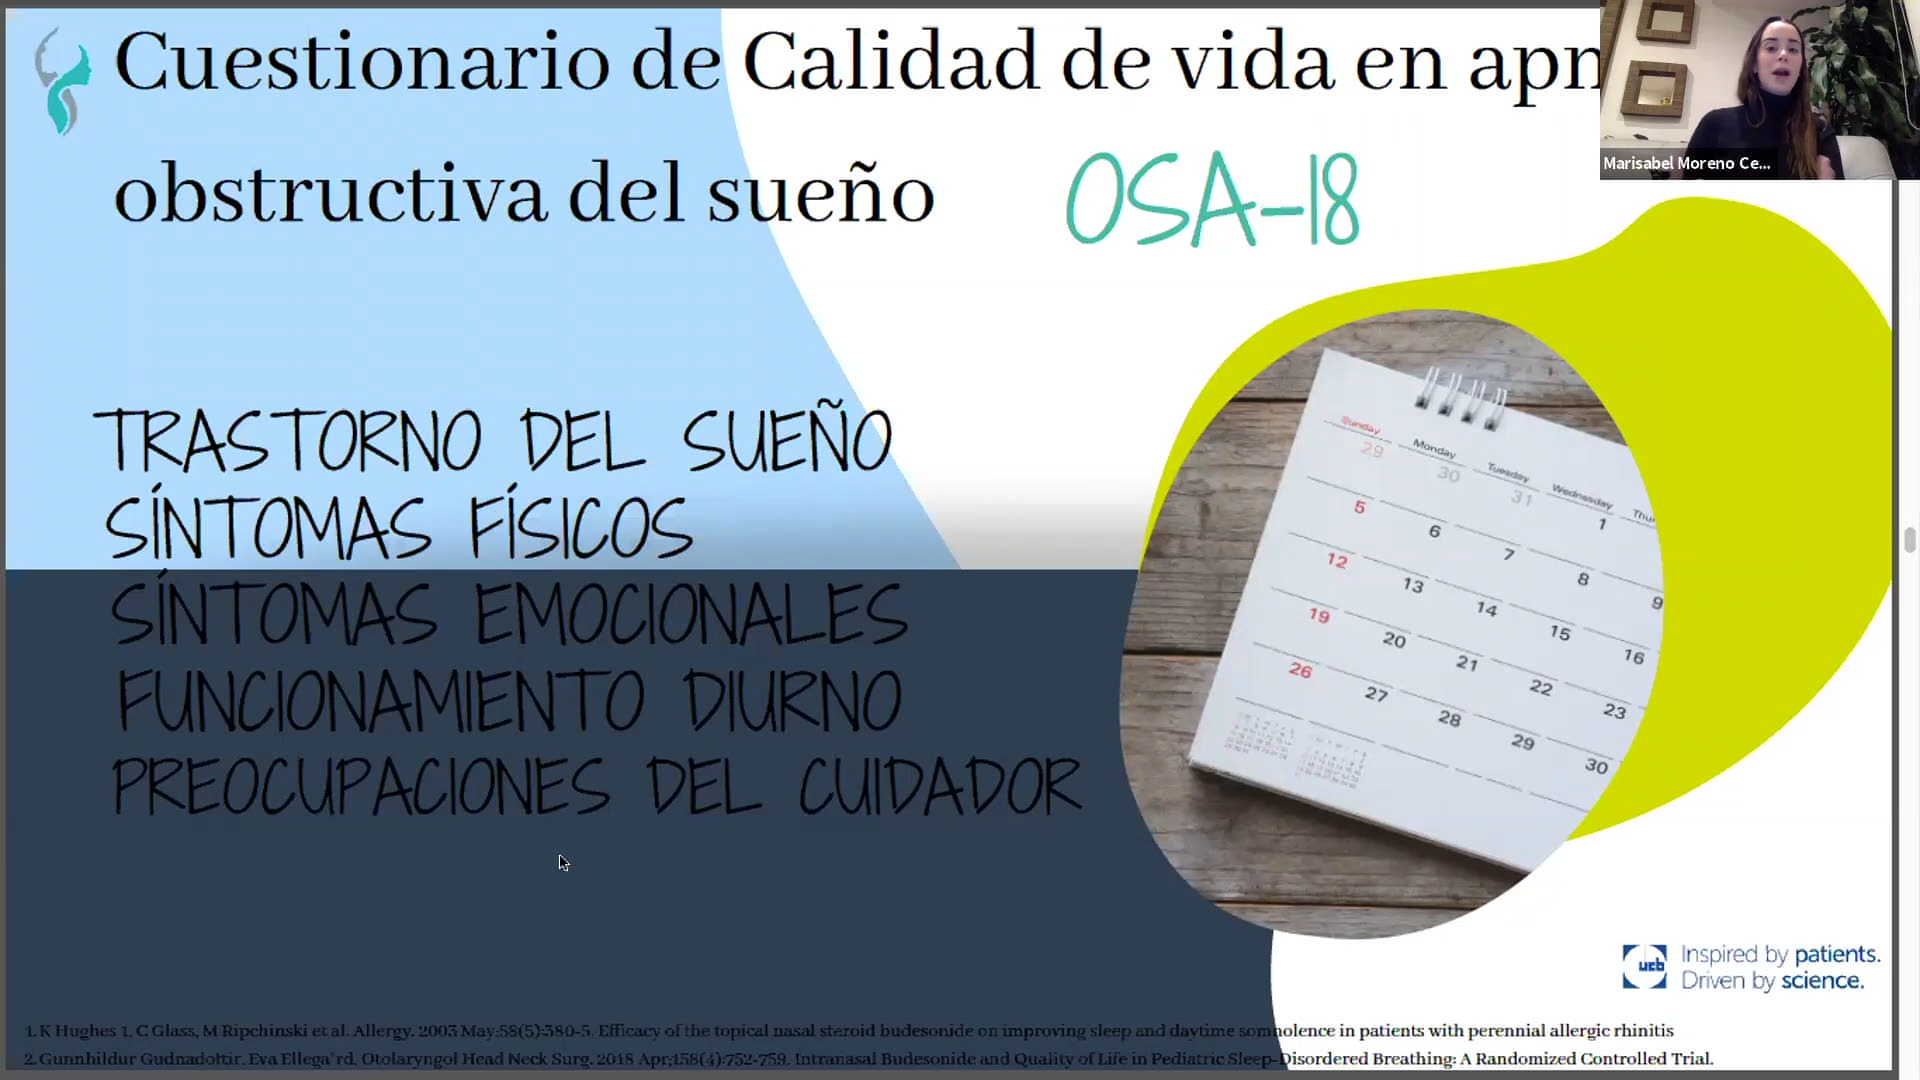 Cuestionario de Calidad de vida en apn
obstructiva del sueño
OSA-18
Marisabel Moreno Ce...
TRASTORNO DEL SUEÑO
SÍNTOMAS FÍSICOS
SÍNTOMAS EMOCIONALES
FUNCIONAMIENTO DIURNO
PREOCUPACIONES DEL CUIDADOR
Sunday Monday Tuesday Wednesday Thu
29 30 31 1
5 6 7 8 9
12 13 14 15 16
19 20 21 22 23
26 27 28 29 30
ucb
Inspired by patients.
Driven by science.
1. K Hughes 1, C Glass, M Ripchinski et al. Allergy. 2003 May;58(5):380-5. Efficacy of the topical nasal steroid budesonide on improving sleep and daytime somnolence in patients with perennial allergic rhinitis
2. Gunnhildur Gudnadottir, Eva Ellega°rd, Otolaryngol Head Neck Surg. 2018 Apr;158(4):752-759. Intranasal Budesonide and Quality of Life in Pediatric Sleep-Disordered Breathing: A Randomized Controlled Trial.